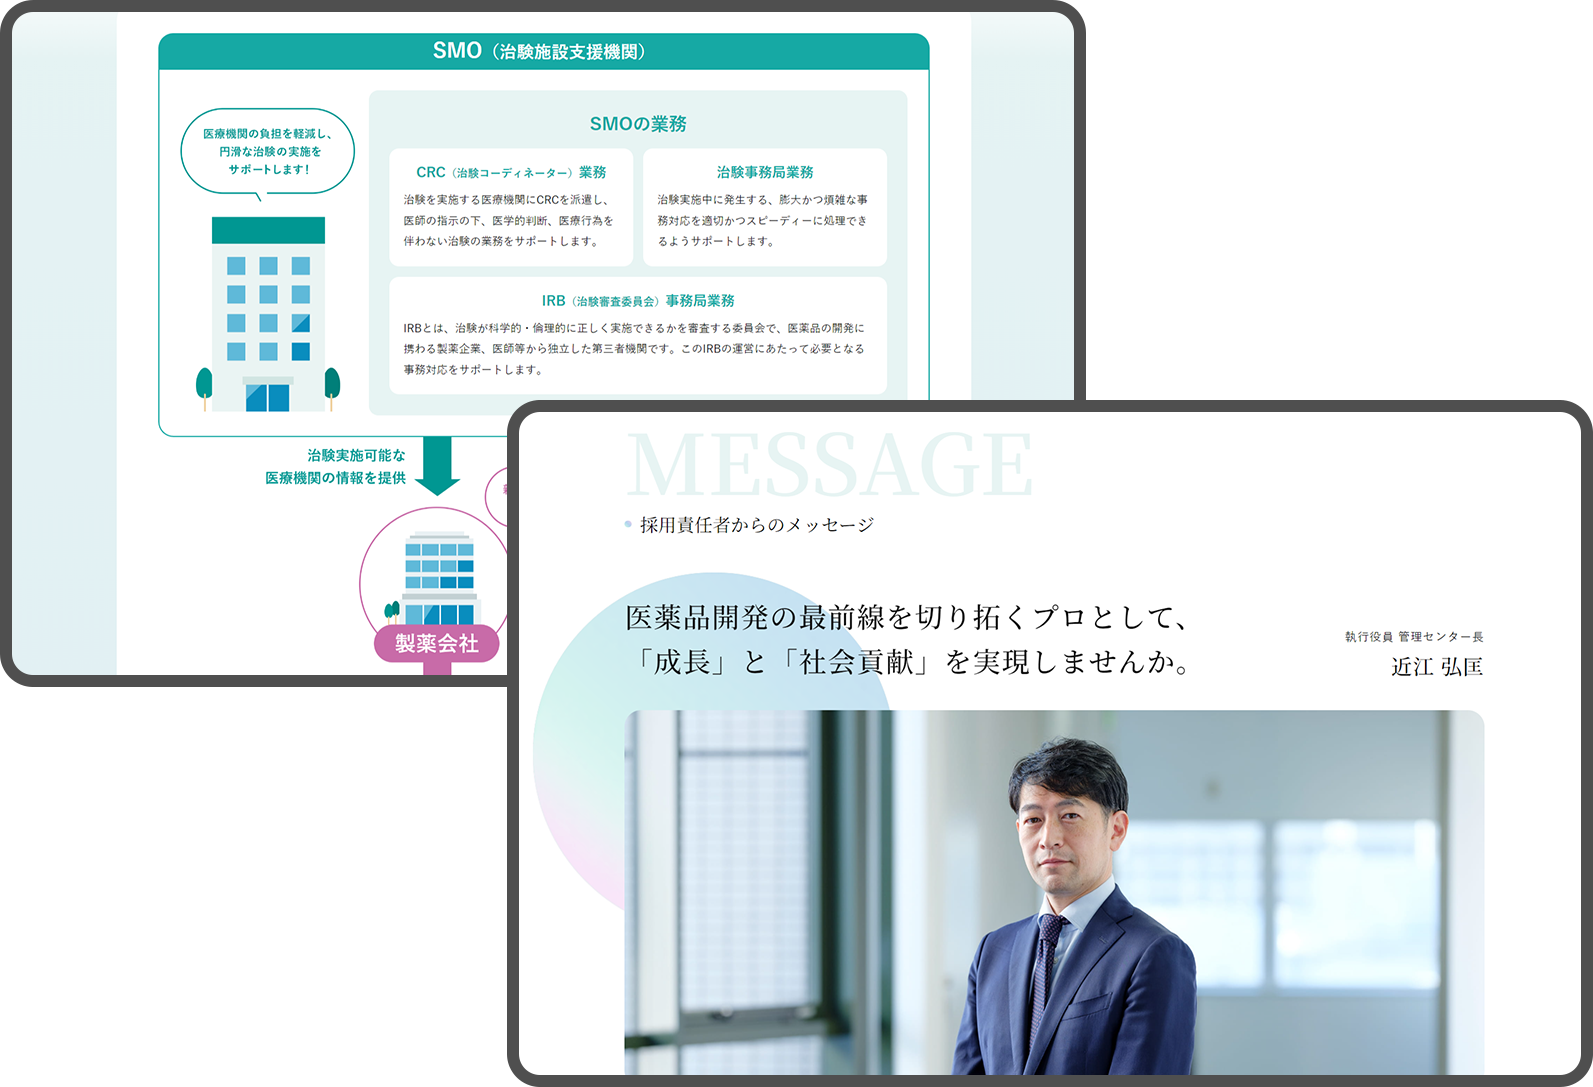 SMO（治験施設支援機関）
医療機関の負担を軽減し、
円滑な治験の実施を
サポートします！
SMOの業務
CRC（治験コーディネーター）業務
治験を実施する医療機関にCRCを派遣し、
医師の指示の下、医学的判断、医療行為を
伴わない治験の業務をサポートします。
治験事務局業務
治験実施中に発生する、膨大かつ煩雑な事
務対応を適切かつスピーディーに処理でき
るようサポートします。
IRB（治験審査委員会）事務局業務
IRBとは、治験が科学的・倫理的に正しく実施できるかを審査する委員会で、医薬品の開発に
携わる製薬企業、医師等から独立した第三者機関です。このIRBの運営にあたって必要となる
事務対応をサポートします。
治験実施可能な
医療機関の情報を提供
製薬会社
MESSAGE
採用責任者からのメッセージ
医薬品開発の最前線を切り拓くプロとして、
「成長」と「社会貢献」を実現しませんか。
執行役員 管理センター長
近江 弘匡